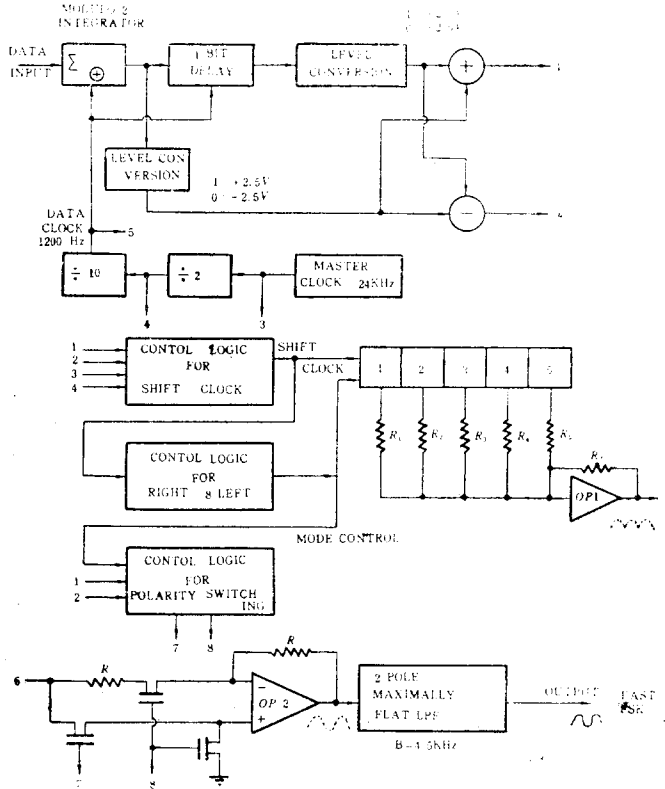 INTEGRATOR
DATA
INPUT
Σ
+
1 BIT
DELAY
LEVEL
CONVERSION
+
LEVEL CON
VERSION
1 +2.5V
0 -2.5V
−
DATA
CLOCK
1200 Hz
5
÷ 10
÷ 2
MASTER
CLOCK 24KHz
4
3
1
2
3
4
CONTOL LOGIC
FOR
SHIFT CLOCK
SHIFT
CLOCK
1 2 3 4 5
R₁ R₂ R₃ R₄
OP1
CONTOL LOGIC
FOR
RIGHT 8 LEFT
MODE CONTROL
1
2
CONTOL LOGIC
FOR
POLARITY SWITCH
ING
7 8
6
R
R
−
+
OP 2
2 POLE
MAXIMALLY
FLAT LPF
B=4.5KHz
OUTPUT
7 8